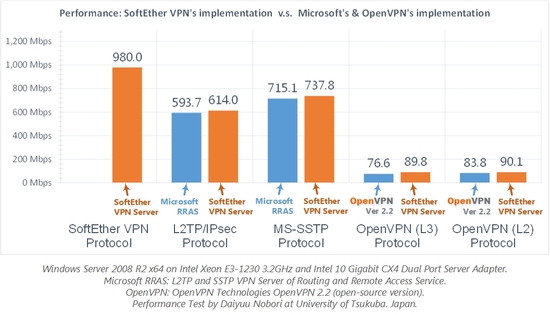 Performance: SoftEther VPN's implementation v.s. Microsoft's & OpenVPN's implementation
1,200 Mbps
1,000 Mbps
800 Mbps
600 Mbps
400 Mbps
200 Mbps
0 Mbps
980.0
593.7
614.0
715.1
737.8
76.6
89.8
83.8
90.1
SoftEther
VPN Server
Microsoft
RRAS
SoftEther
VPN Server
Microsoft
RRAS
SoftEther
VPN Server
OpenVPN
Ver 2.2
SoftEther
VPN Server
OpenVPN
Ver 2.2
SoftEther
VPN Server
SoftEther VPN
Protocol
L2TP/IPsec
Protocol
MS-SSTP
Protocol
OpenVPN (L3)
Protocol
OpenVPN (L2)
Protocol
Windows Server 2008 R2 x64 on Intel Xeon E3-1230 3.2GHz and Intel 10 Gigabit CX4 Dual Port Server Adapter.
Microsoft RRAS: L2TP and SSTP VPN Server of Routing and Remote Access Service.
OpenVPN: OpenVPN Technologies OpenVPN 2.2 (open-source version).
Performance Test by Daiyuu Nobori at University of Tsukuba. Japan.